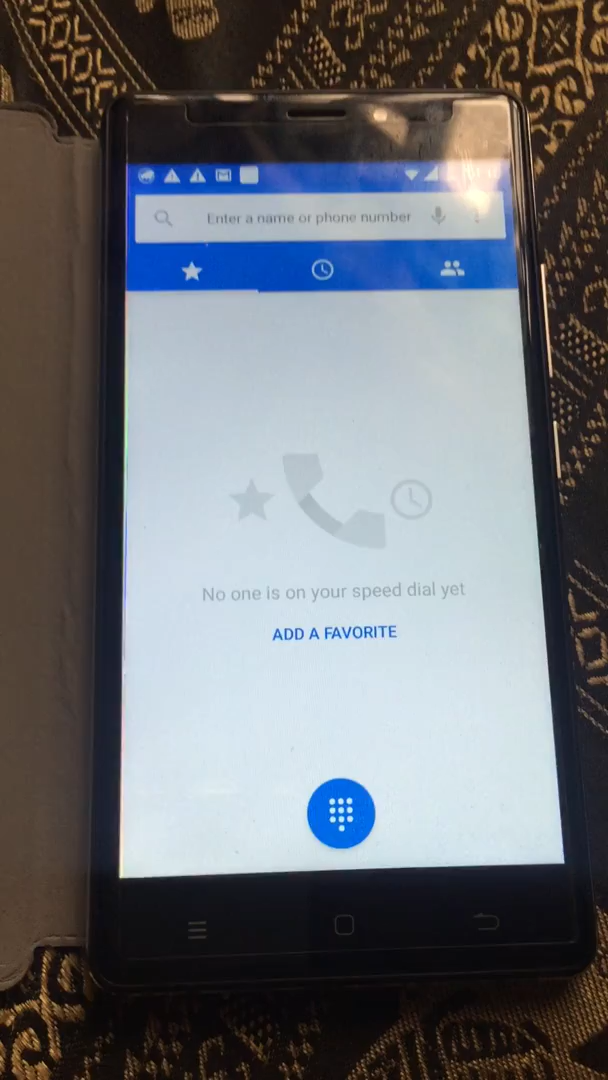 Enter a name or phone number
No one is on your speed dial yet
ADD A FAVORITE